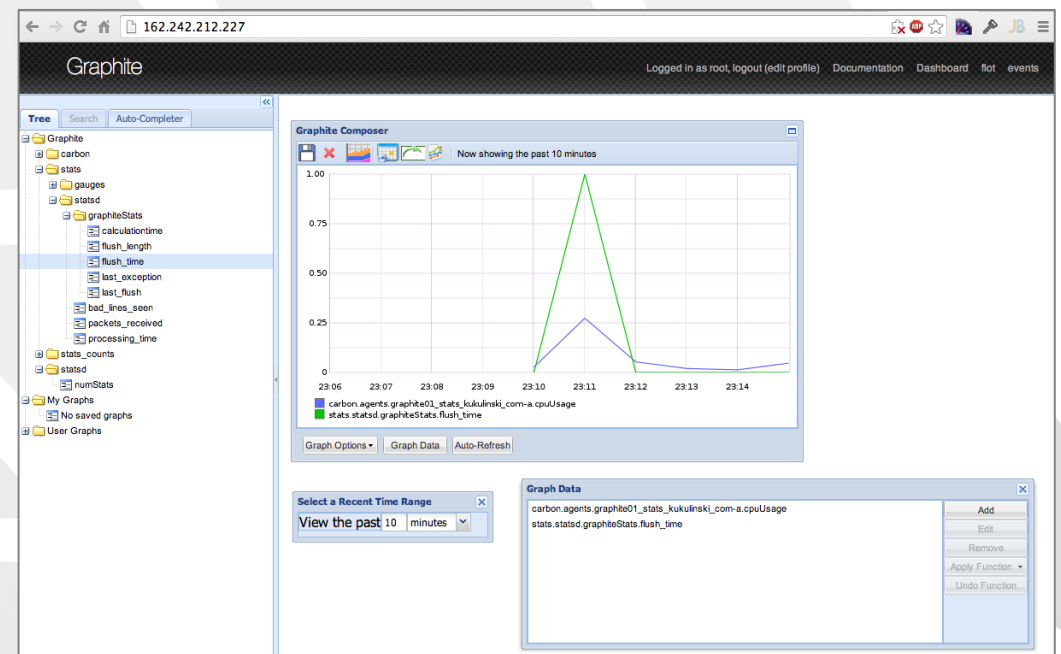 162.242.212.227
ABP
JB
Graphite
Logged in as root, logout (edit profile) Documentation Dashboard flot events
Tree Search Auto-Completer
Graphite
carbon
stats
gauges
statsd
graphiteStats
calculationtime
flush_length
flush_time
last_exception
last_flush
bad_lines_seen
packets_received
processing_time
stats_counts
statsd
numStats
My Graphs
No saved graphs
User Graphs
Graphite Composer
Now showing the past 10 minutes
1.00
0.75
0.50
0.25
0
23:06 23:07 23:08 23:09 23:10 23:11 23:12 23:13 23:14
carbon.agents.graphite01_stats_kukulinski_com-a.cpuUsage
stats.statsd.graphiteStats.flush_time
Graph Options Graph Data Auto-Refresh
Select a Recent Time Range
View the past 10 minutes
Graph Data
carbon.agents.graphite01_stats_kukulinski_com-a.cpuUsage
stats.statsd.graphiteStats.flush_time
Add
Edit
Remove
Apply Function
Undo Function